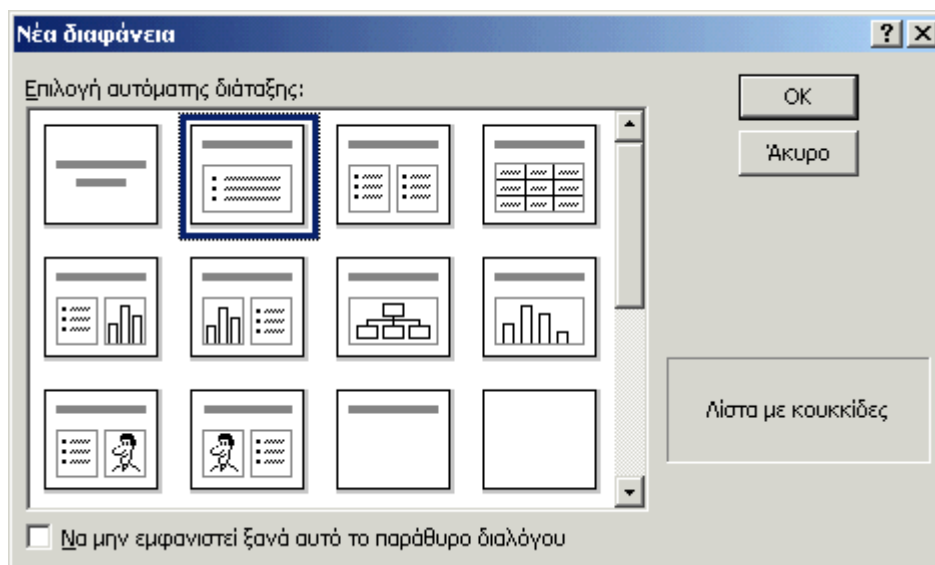 Νέα διαφάνεια
Επιλογή αυτόματης διάταξης:
OK
Άκυρο
Λίστα με κουκκίδες
Να μην εμφανιστεί ξανά αυτό το παράθυρο διαλόγου